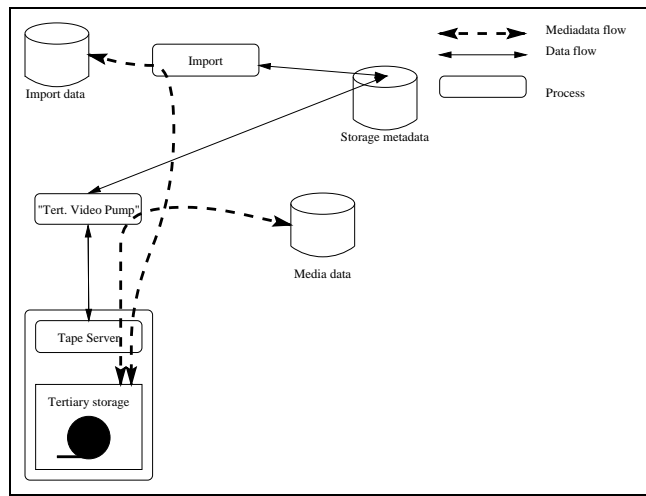 Mediadata flow
Import
Data flow
Import data
Process
Storage metadata
"Tert. Video Pump"
Media data
Tape Server
Tertiary storage